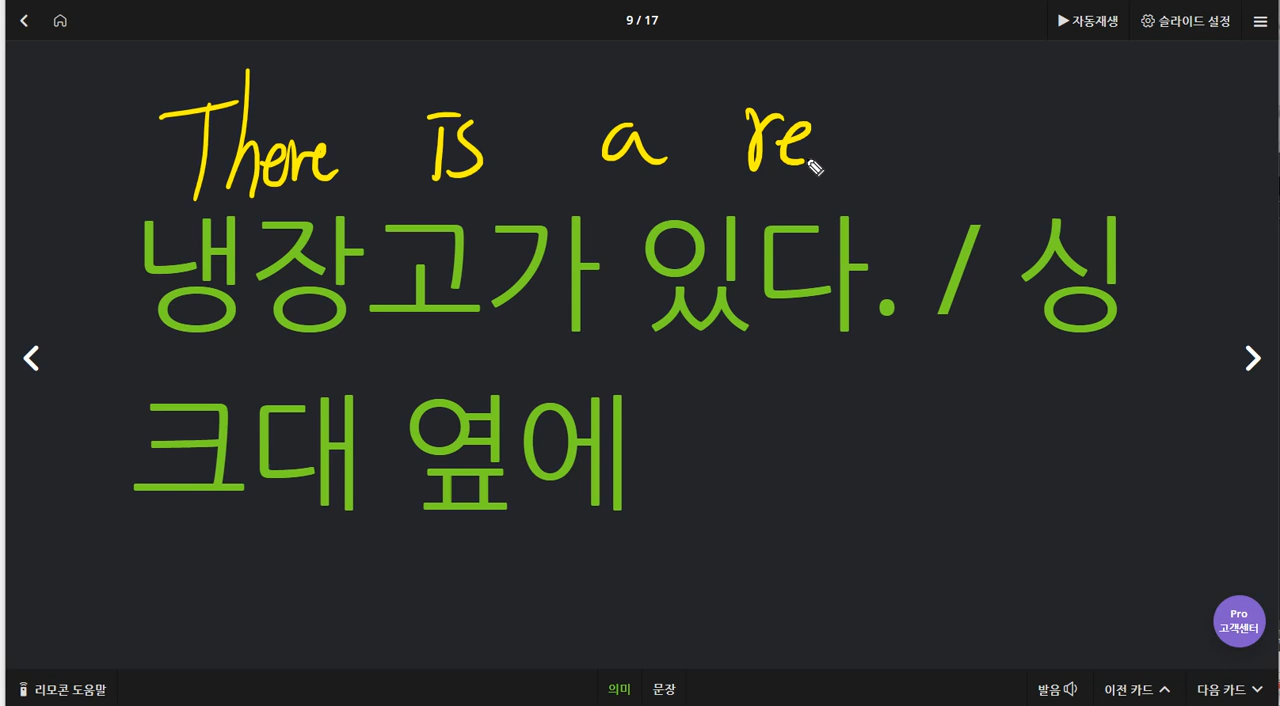 9 / 17
자동재생
슬라이드 설정
There is a re
냉장고가 있다. / 싱
크대 옆에
Pro
고객센터
리모콘 도움말
의미
문장
발음
이전 카드
다음 카드